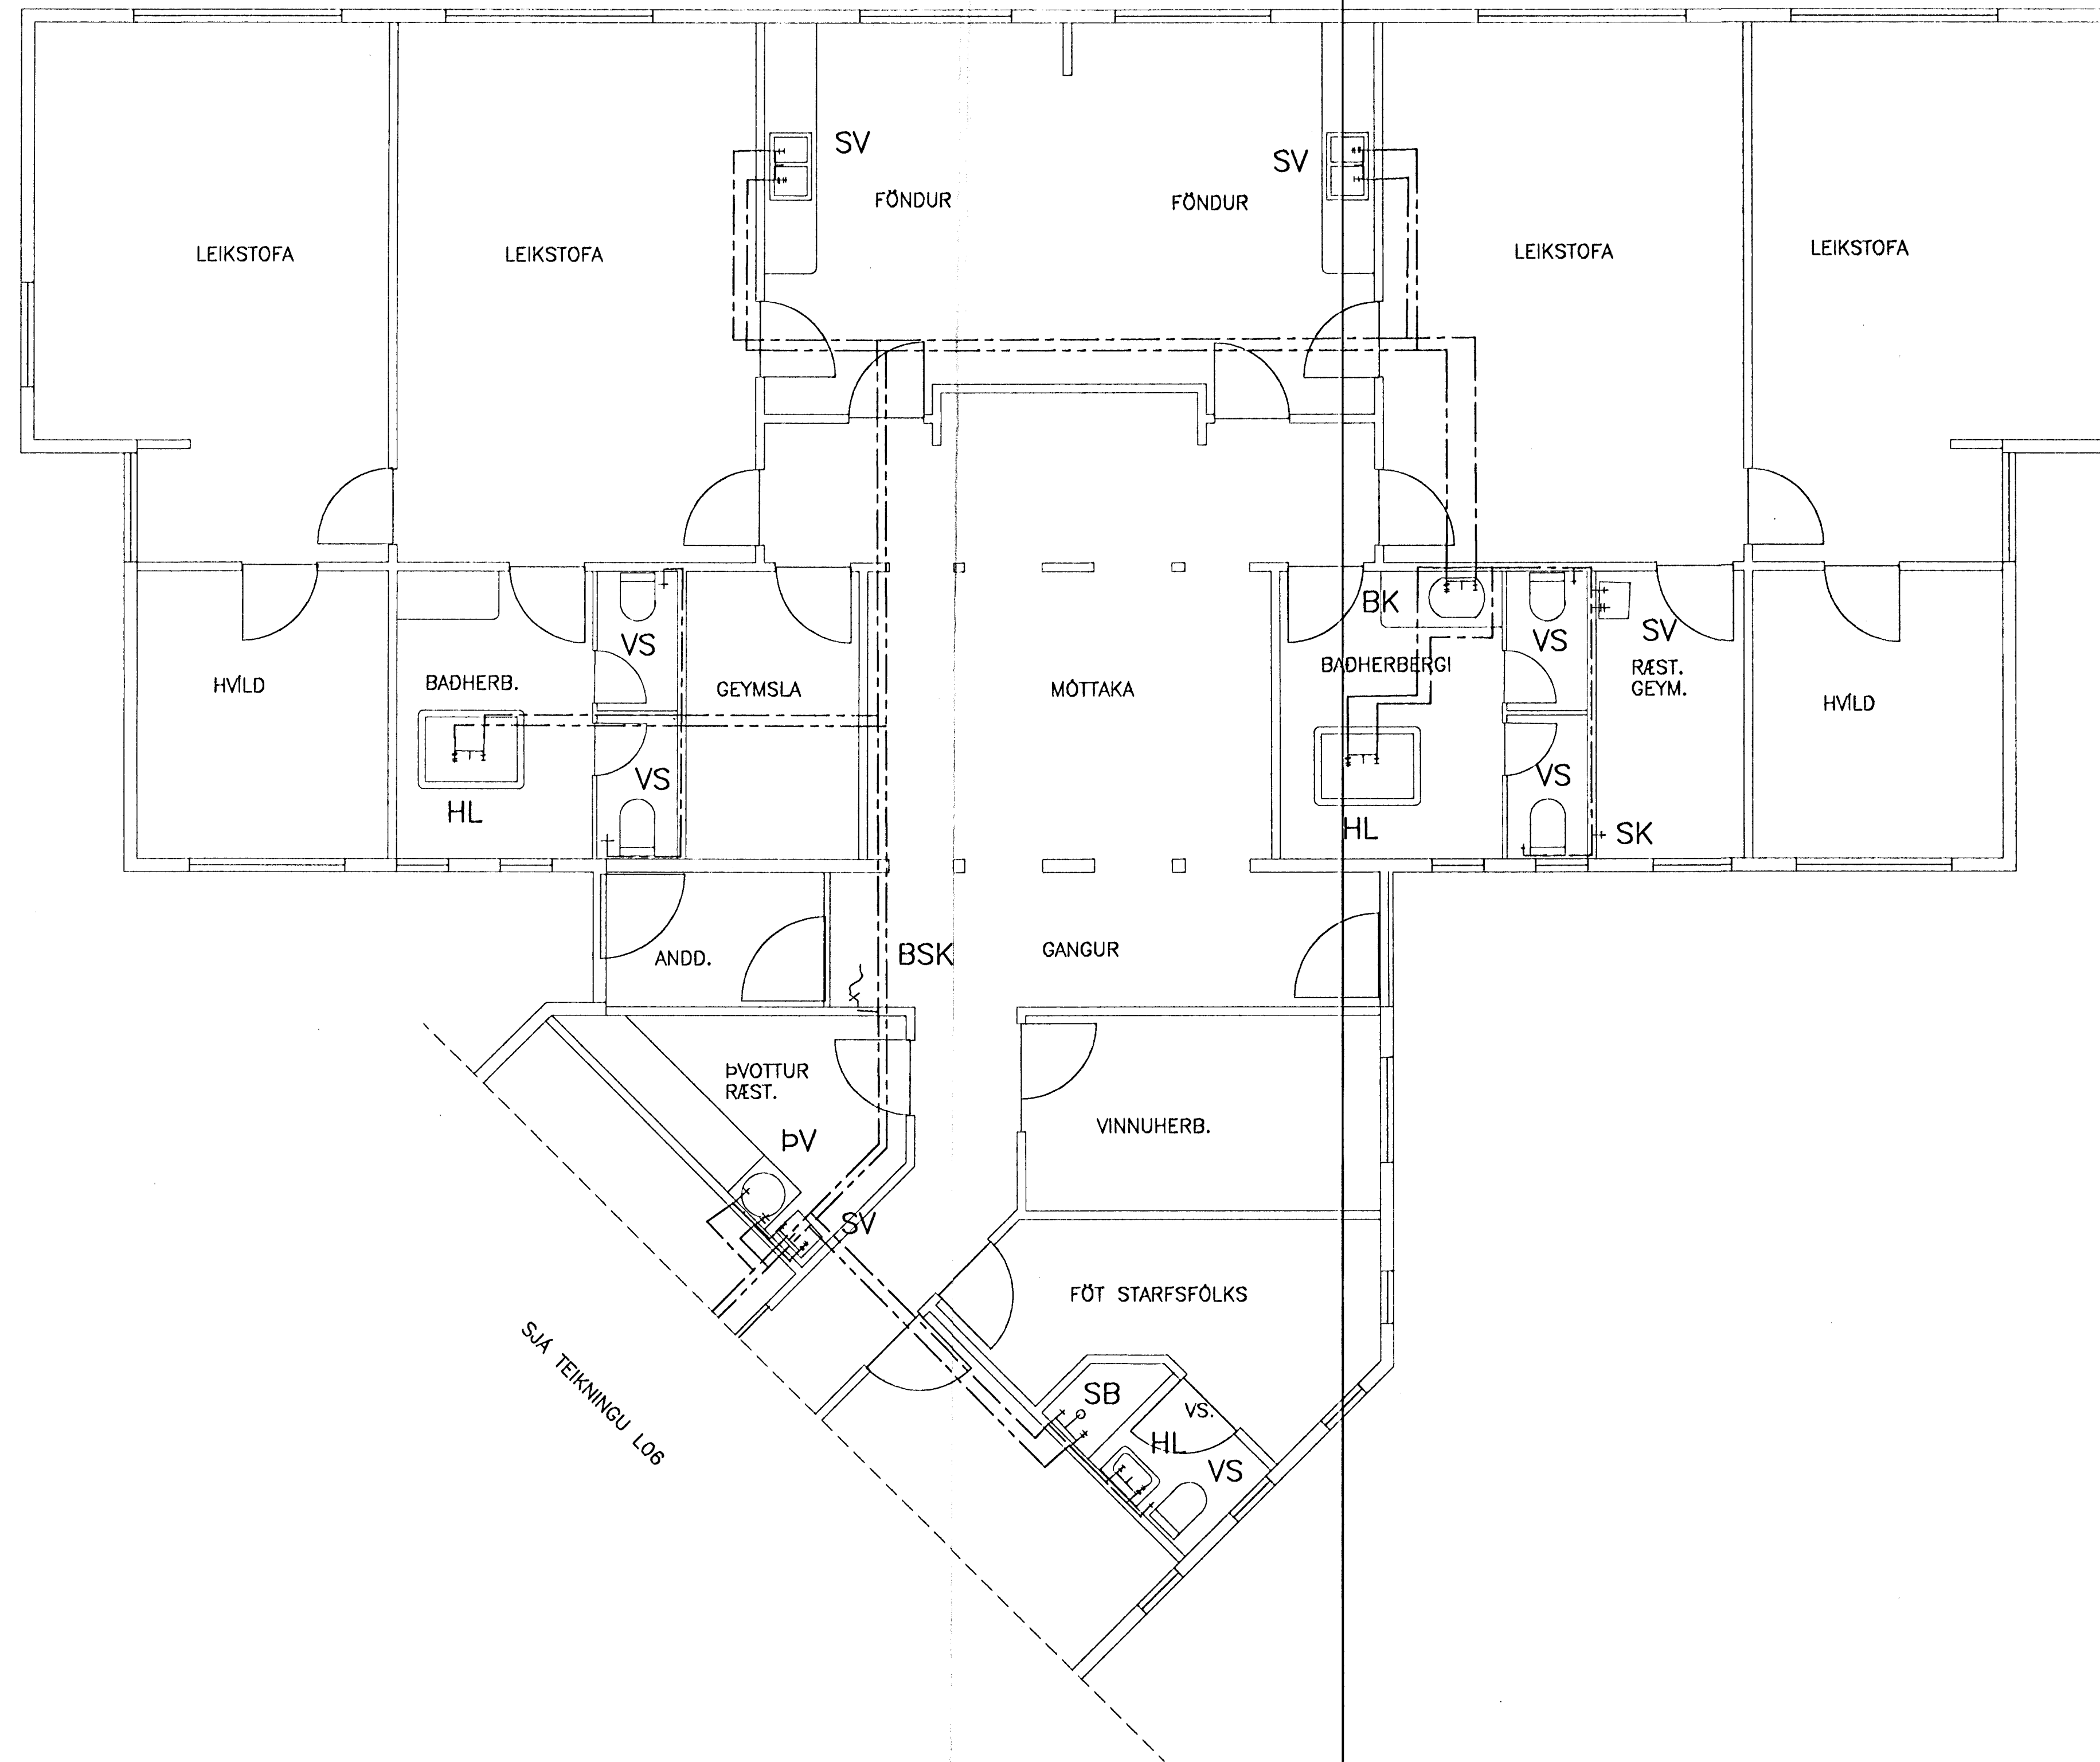 SV
SV
FÖNDUR
FÖNDUR
LEIKSTOFA
LEIKSTOFA
LEIKSTOFA
LEIKSTOFA
BK
VS
VS
SV
RÆST.
GEYM.
HVÍLD
BAÐHERB.
GEYMSLA
MÓTTAKA
BAÐHERBERGI
HVÍLD
VS
VS
HL
HL
SK
BSK
ANDD.
GANGUR
ÞVOTTUR
RÆST.
ÞV
VINNUHERB.
SV
FÖT STARFSFÓLKS
SJÁ TEIKNINGU L06
SB
VS.
HL
VS